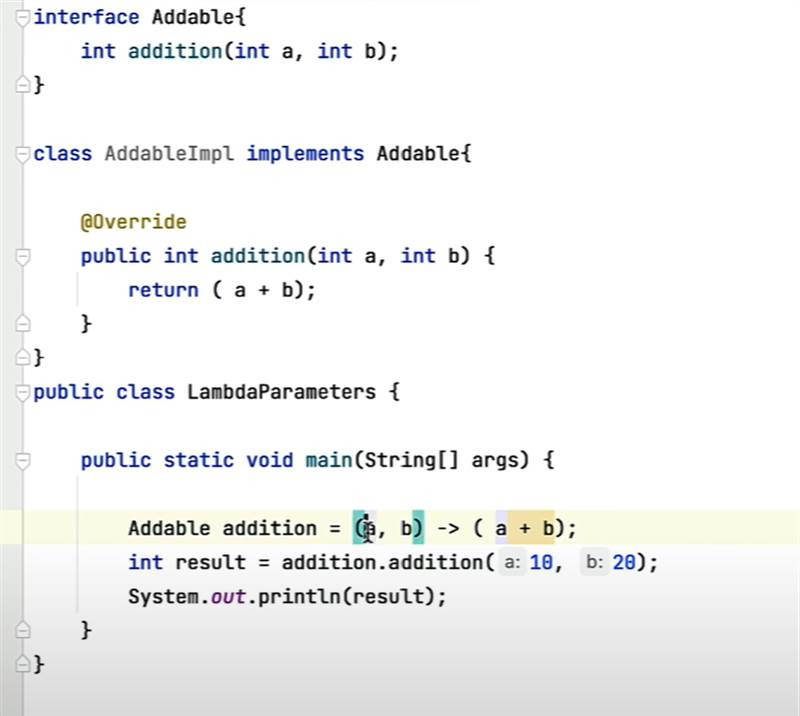 interface Addable{
    int addition(int a, int b);
}
class AddableImpl implements Addable{
    @Override
    public int addition(int a, int b) {
        return ( a + b);
    }
}
public class LambdaParameters {
    public static void main(String[] args) {
        Addable addition = (a, b) -> ( a + b);
        int result = addition.addition( a: 10, b: 20);
        System.out.println(result);
    }
}